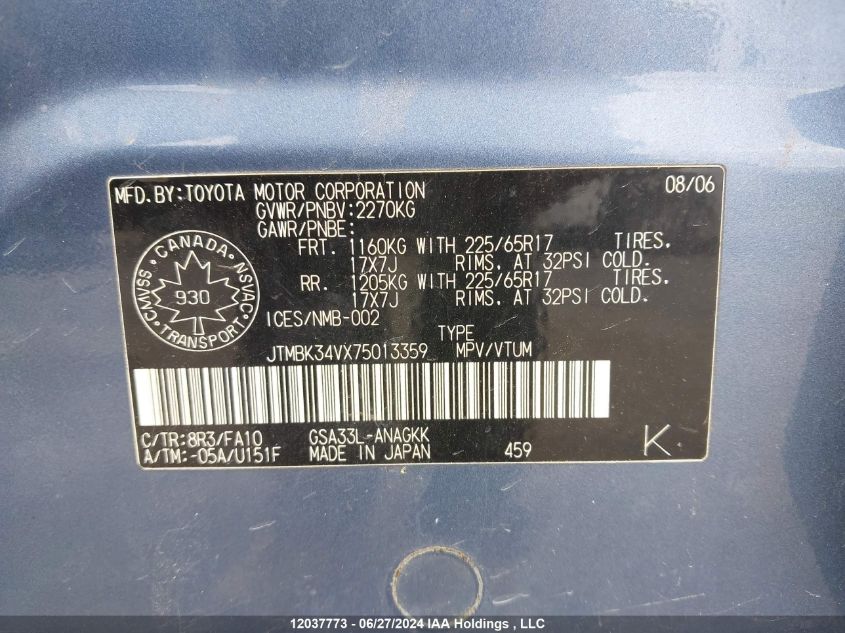 MFD.BY:TOYOTA MOTOR CORPORATION 08/06
GVWR/PNBV:2270KG
GAWR/PNBE:
FRT. 1160KG WITH 225/65R17 TIRES.
17X7J RIMS. AT 32PSI COLD.
RR. 1205KG WITH 225/65R17 TIRES.
17X7J RIMS. AT 32PSI COLD.
CANADA
CMVSS 930 NSVAC
TRANSPORT
ICES/NMB-002
TYPE
JTMBK34VX75013359 MPV/VTUM
C/TR:8R3/FA10 GSA33L-ANAGKK
A/TM:-05A/U151F MADE IN JAPAN 459 K
12037773 - 06/27/2024 IAA Holdings , LLC